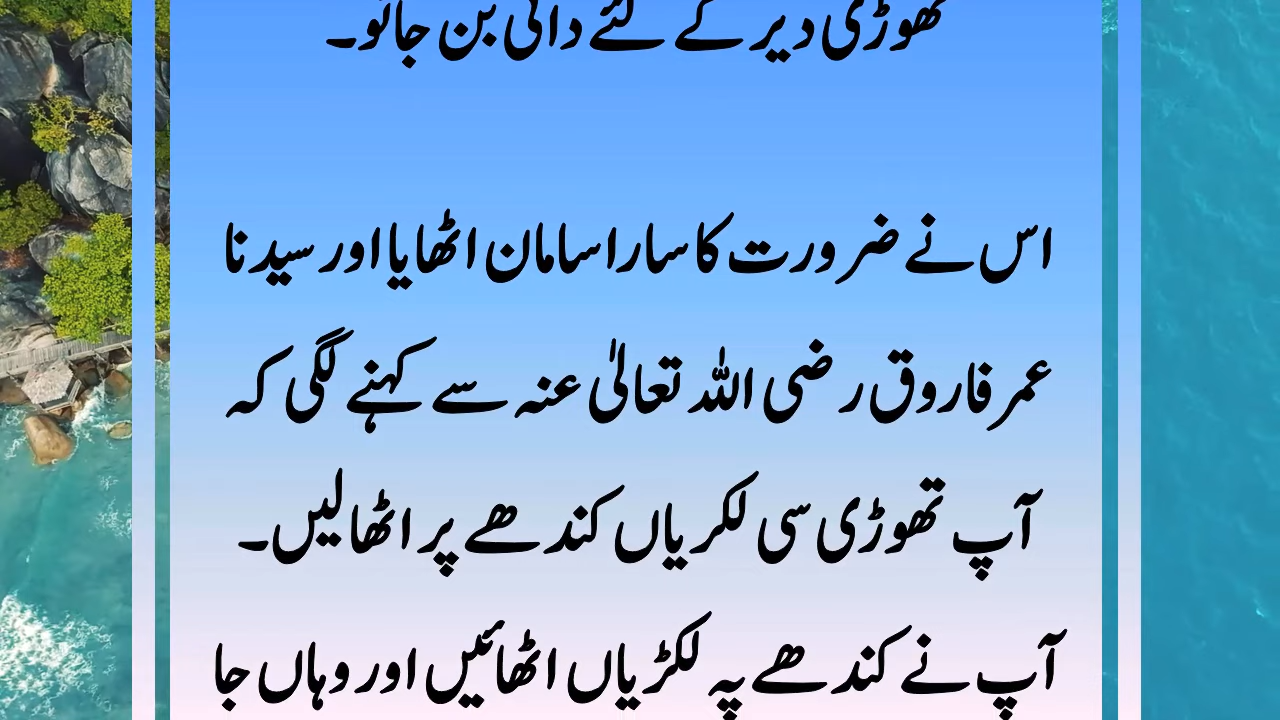 تھوڑی دیر کے لئے دائی بن جائو۔
اس نے ضرورت کا سارا سامان اٹھایا اور سیدنا
عمر فاروق رضی اللہ تعالیٰ عنہ سے کہنے لگی کہ
آپ تھوڑی سی لکریاں کندھے پر اٹھالیں۔
آپ نے کندھے پہ لکڑیاں اٹھائیں اور وہاں جا